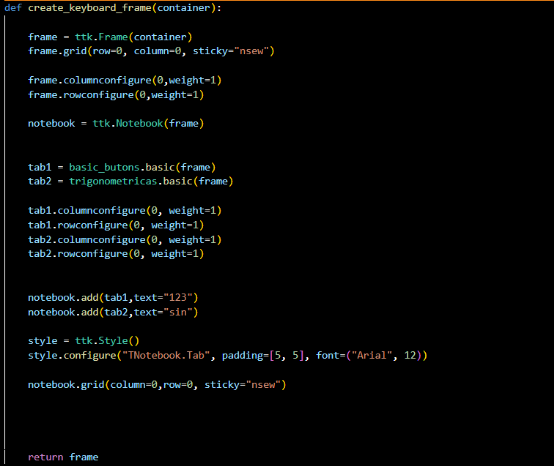 def create_keyboard_frame(container):
frame = ttk.Frame(container)
frame.grid(row=0, column=0, sticky="nsew")
frame.columnconfigure(0,weight=1)
frame.rowconfigure(0,weight=1)
notebook = ttk.Notebook(frame)
tab1 = basic_butons.basic(frame)
tab2 = trigonometricas.basic(frame)
tab1.columnconfigure(0, weight=1)
tab1.rowconfigure(0, weight=1)
tab2.columnconfigure(0, weight=1)
tab2.rowconfigure(0, weight=1)
notebook.add(tab1,text="123")
notebook.add(tab2,text="sin")
style = ttk.Style()
style.configure("TNotebook.Tab", padding=[5, 5], font=("Arial", 12))
notebook.grid(column=0,row=0, sticky="nsew")
return frame